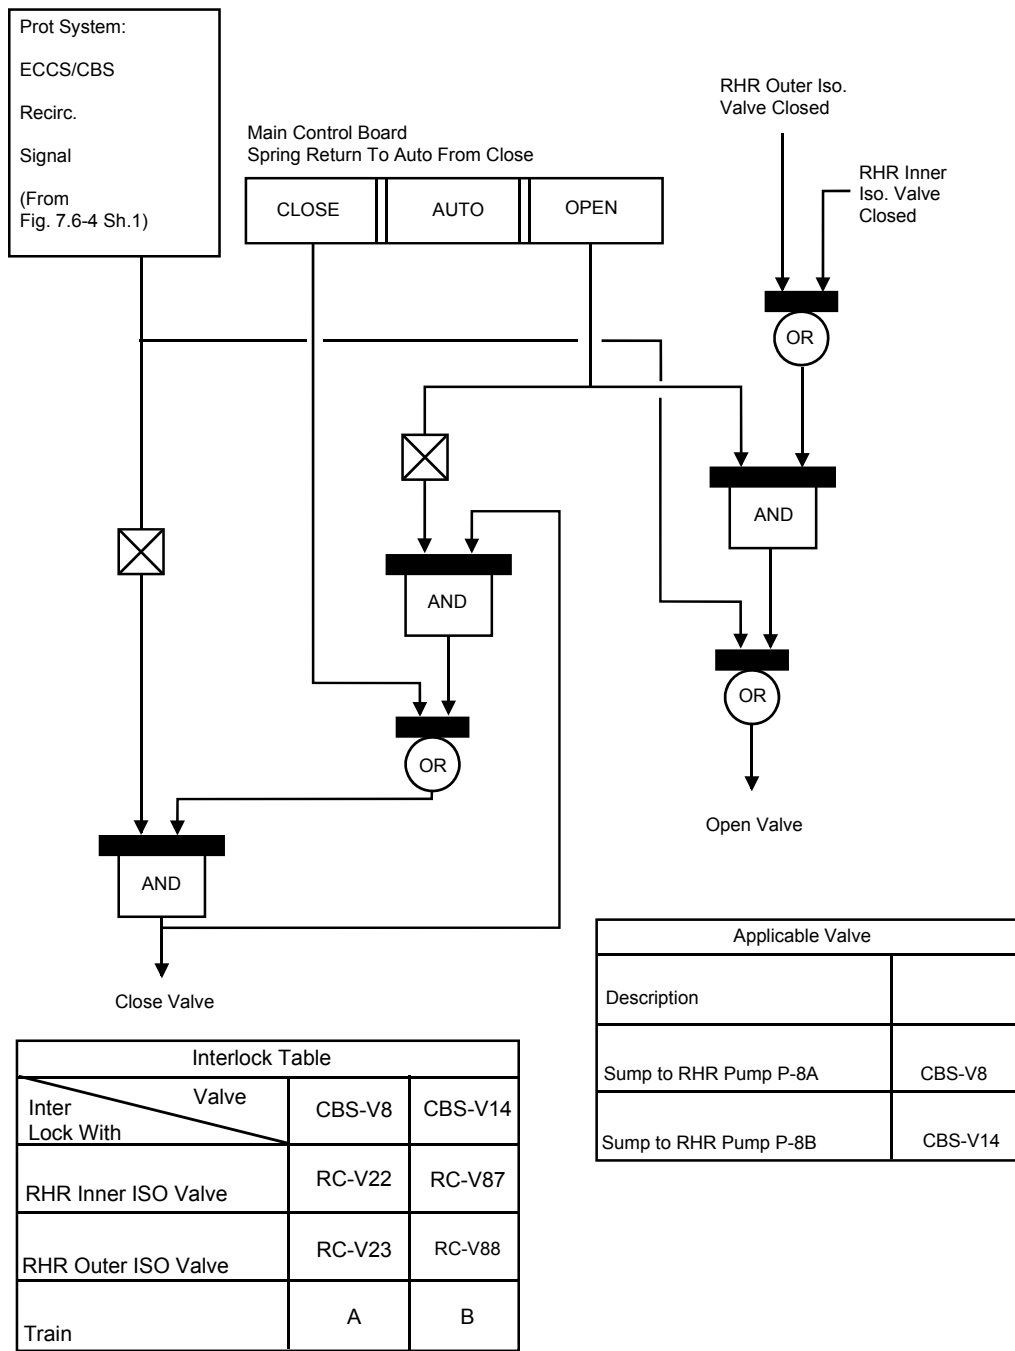 Prot System:
ECCS/CBS
Recirc.
Signal
(From
Fig. 7.6-4 Sh.1)
Main Control Board
Spring Return To Auto From Close
CLOSE
AUTO
OPEN
RHR Outer Iso.
Valve Closed
RHR Inner
Iso. Valve
Closed
OR
AND
AND
OR
OR
AND
Open Valve
Close Valve
Applicable Valve
Description
Sump to RHR Pump P-8A CBS-V8
Sump to RHR Pump P-8B CBS-V14
Interlock Table
Valve
Inter
Lock With
CBS-V8 CBS-V14
RHR Inner ISO Valve RC-V22 RC-V87
RHR Outer ISO Valve RC-V23 RC-V88
Train A B